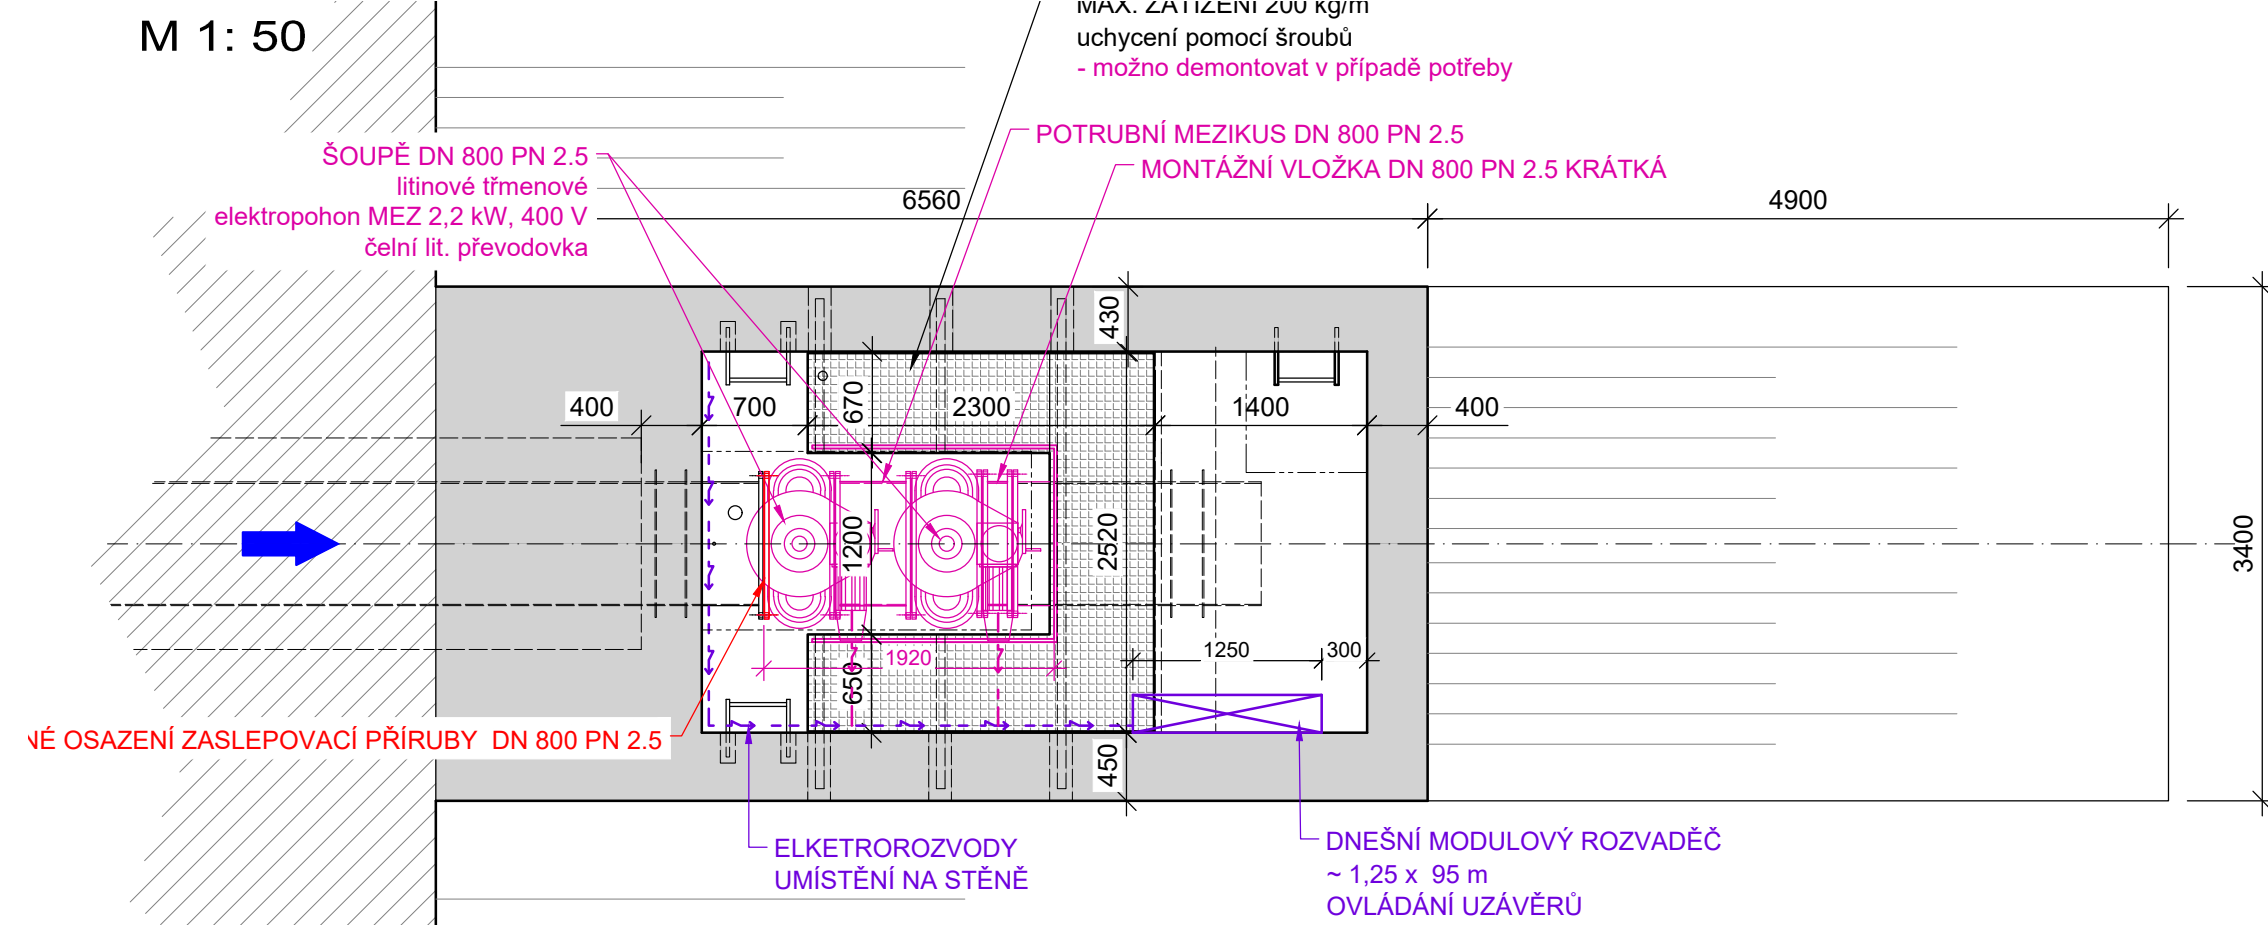 M 1: 50
MAX. ZATÍŽENÍ 200 kg/m
uchycení pomocí šroubů
- možno demontovat v případě potřeby
POTRUBNÍ MEZIKUS DN 800 PN 2.5
ŠOUPĚ DN 800 PN 2.5
MONTÁŽNÍ VLOŽKA DN 800 PN 2.5 KRÁTKÁ
litinové třmenové
elektropohon MEZ 2,2 kW, 400 V
čelní lit. převodovka
6560
4900
430
400
700
670
2300
1400
400
1200
2520
3400
1250
300
1920
650
NÉ OSAZENÍ ZASLEPOVACÍ PŘÍRUBY DN 800 PN 2.5
450
ELKETROROZVODY
UMÍSTĚNÍ NA STĚNĚ
DNEŠNÍ MODULOVÝ ROZVADĚČ
~ 1,25 x 95 m
OVLÁDÁNÍ UZÁVĚRŮ